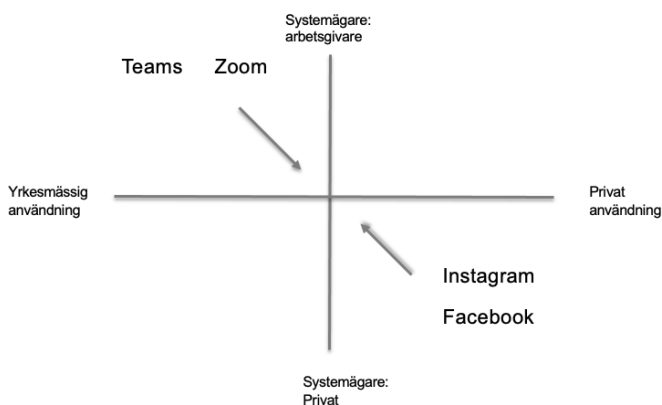 Systemägare:
arbetsgivare
Teams Zoom
Yrkesmässig
användning
Privat
användning
Instagram
Facebook
Systemägare:
Privat